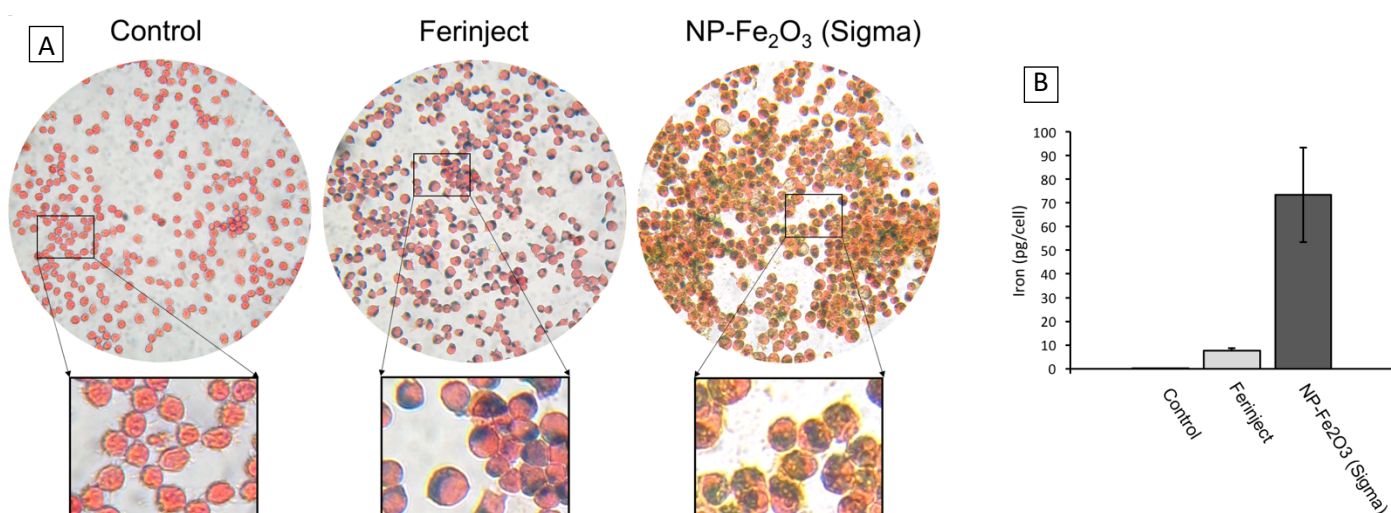 A
Control
Ferinject
NP-Fe₂O₃ (Sigma)
B
100
90
80
70
60
50
40
30
20
10
0
Iron (pg/cell)
Control
Ferinject
NP-Fe2O3 (Sigma)